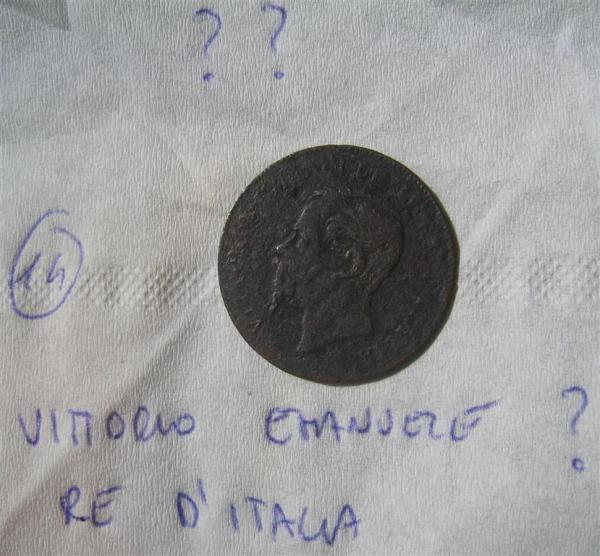 ? ?
14
VITTORIO EMANUELE ?
RE D'ITALIA